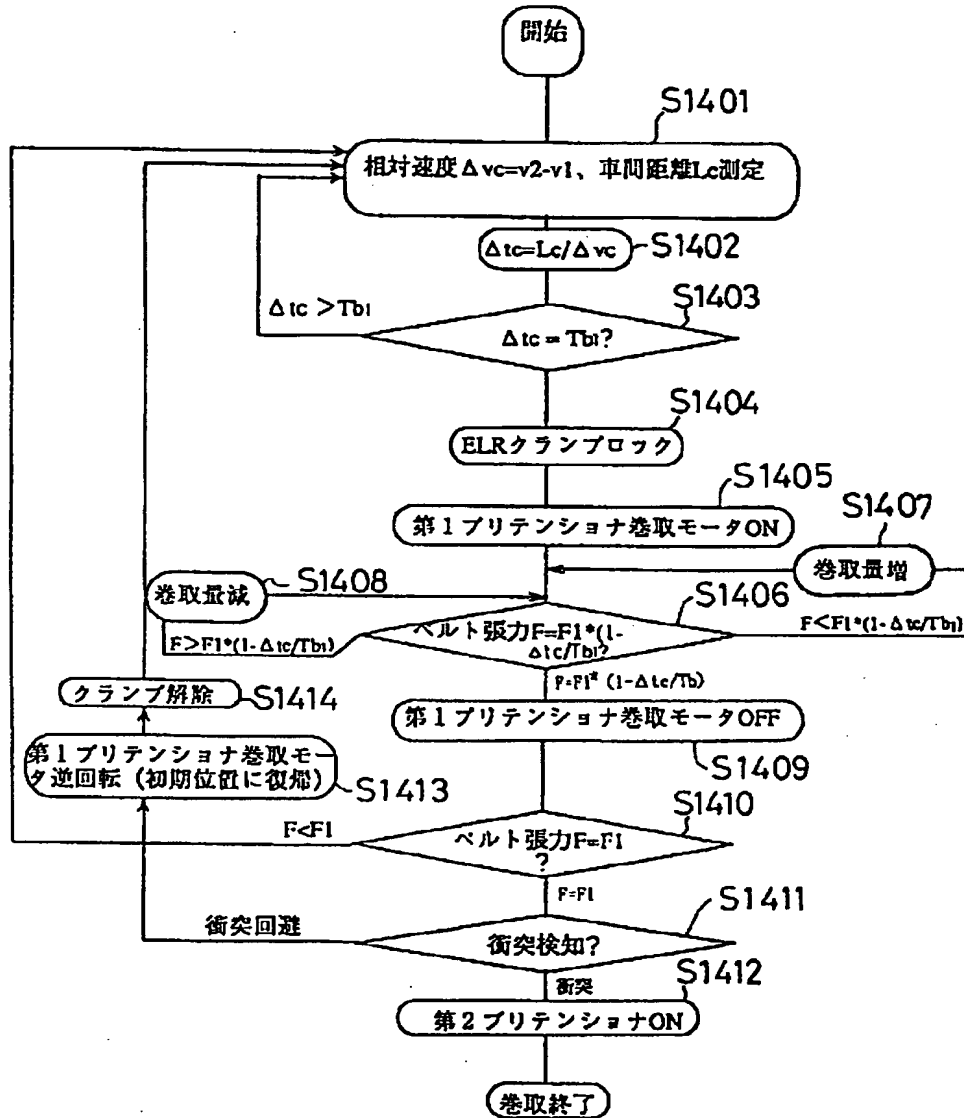 開始
S1401
相対速度Δvc=v2-v1、車間距離Lc測定
Δtc=Lc/Δvc
S1402
S1403
Δtc＞Tb1
Δtc=Tb1?
S1404
ELRクランプロック
S1405
第1プリテンショナ巻取モータON
S1407
巻取量増
S1408
巻取量減
S1406
ベルト張力F=F1*(1-
Δtc/Tb1?
F＜F1*(1-Δtc/Tb1)
F＞F1*(1-Δtc/Tb1)
F=F1*(1-Δtc/Tb)
クランプ解除
S1414
第1プリテンショナ巻取モータOFF
S1409
第1プリテンショナ巻取モー
タ逆回転（初期位置に復帰）
S1413
S1410
F<F1
ベルト張力F=F1
?
F=F1
S1411
衝突回避
衝突検知?
S1412
衝突
第2プリテンショナON
巻取終了